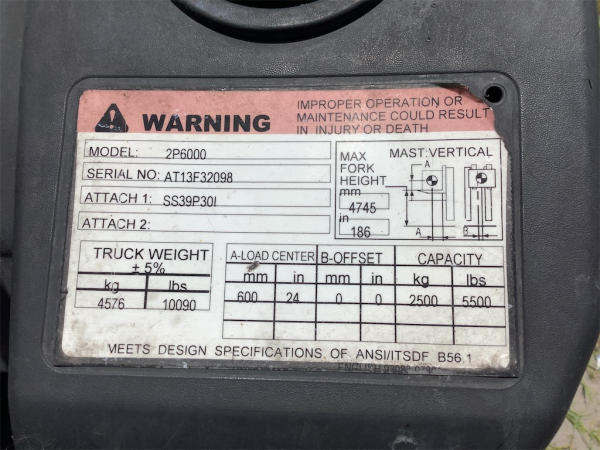 WARNING
IMPROPER OPERATION OR
MAINTENANCE COULD RESULT
IN INJURY OR DEATH
MODEL: 2P6000
SERIAL NO: AT13F32098
ATTACH 1: SS39P30I
ATTACH 2:
MAX
FORK
HEIGHT
mm
4745
in
186
MAST: VERTICAL
A
A
B
TRUCK WEIGHT
± 5%
kg lbs
4576 10090
A-LOAD CENTER B-OFFSET CAPACITY
mm in mm in kg lbs
600 24 0 0 2500 5500
MEETS DESIGN SPECIFICATIONS OF ANSI/ITSDF B56.1
ENGLISH